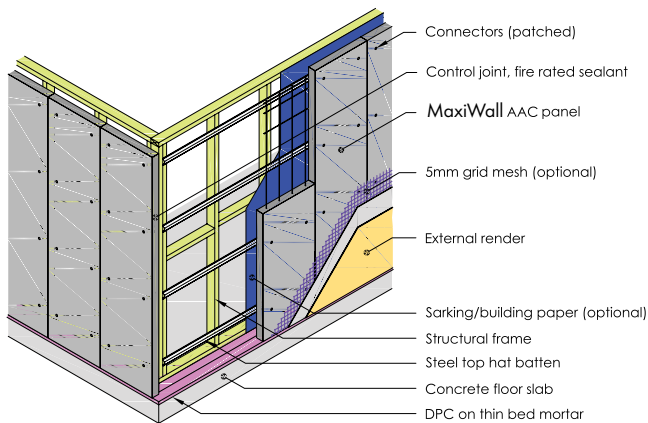 Connectors (patched)
Control joint, fire rated sealant
MaxiWall AAC panel
5mm grid mesh (optional)
External render
Sarking/building paper (optional)
Structural frame
Steel top hat batten
Concrete floor slab
DPC on thin bed mortar